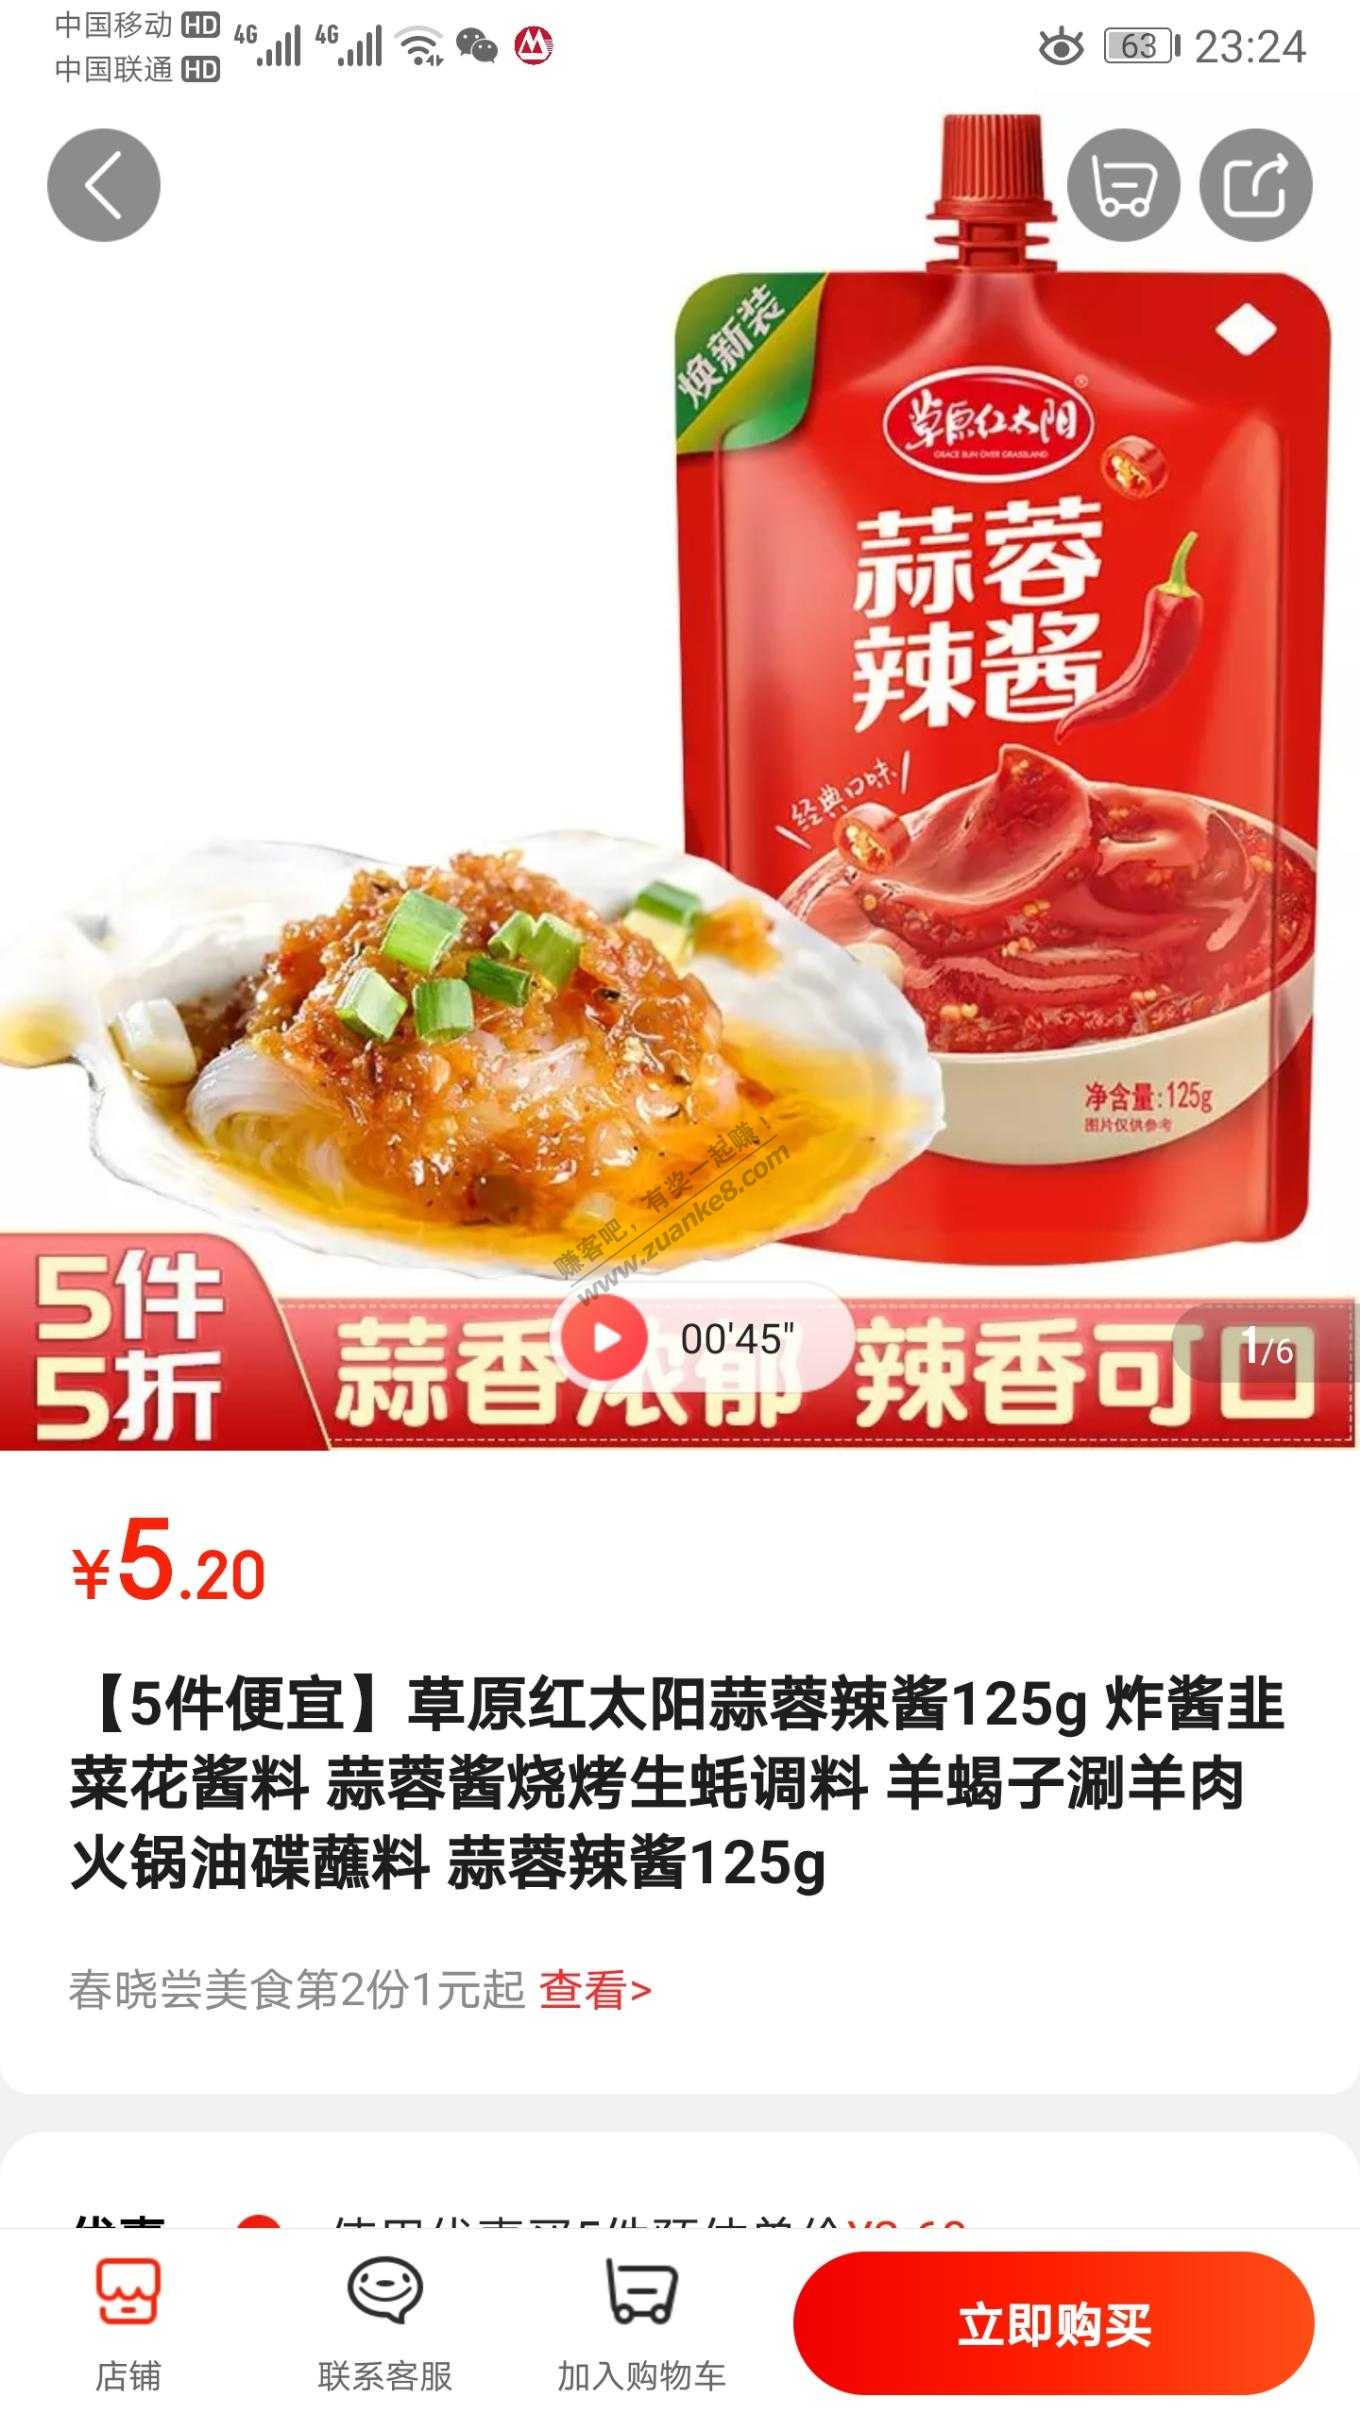 中国移动 HD 4G 4G 63 23:24
中国联通 HD
焕新装
草原红太阳
GRACE SUN OVER GRASSLAND
蒜蓉
辣酱
经典口味
净含量:125g
图片仅供参考
赚客吧，有奖一起赚！
www.zuanke8.com
5件
5折
蒜香浓郁 辣香可口
00'45"
1/6
¥5.20
【5件便宜】草原红太阳蒜蓉辣酱125g 炸酱韭
菜花酱料 蒜蓉酱烧烤生蚝调料 羊蝎子涮羊肉
火锅油碟蘸料 蒜蓉辣酱125g
春晓尝美食第2份1元起 查看>
店铺
联系客服
加入购物车
立即购买